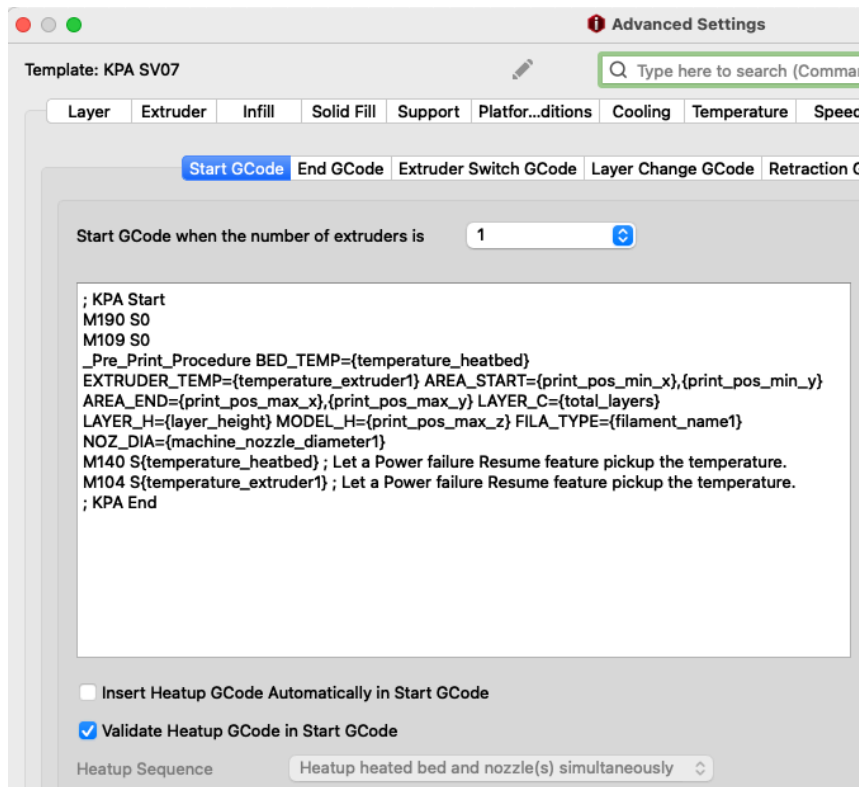 Advanced Settings
Template: KPA SV07
Type here to search (Comma
Layer Extruder Infill Solid Fill Support Platfor...ditions Cooling Temperature Speed
Start GCode End GCode Extruder Switch GCode Layer Change GCode Retraction G
Start GCode when the number of extruders is 1
; KPA Start
M190 S0
M109 S0
_Pre_Print_Procedure BED_TEMP={temperature_heatbed}
EXTRUDER_TEMP={temperature_extruder1} AREA_START={print_pos_min_x},{print_pos_min_y}
AREA_END={print_pos_max_x},{print_pos_max_y} LAYER_C={total_layers}
LAYER_H={layer_height} MODEL_H={print_pos_max_z} FILA_TYPE={filament_name1}
NOZ_DIA={machine_nozzle_diameter1}
M140 S{temperature_heatbed} ; Let a Power failure Resume feature pickup the temperature.
M104 S{temperature_extruder1} ; Let a Power failure Resume feature pickup the temperature.
; KPA End
Insert Heatup GCode Automatically in Start GCode
Validate Heatup GCode in Start GCode
Heatup Sequence Heatup heated bed and nozzle(s) simultaneously